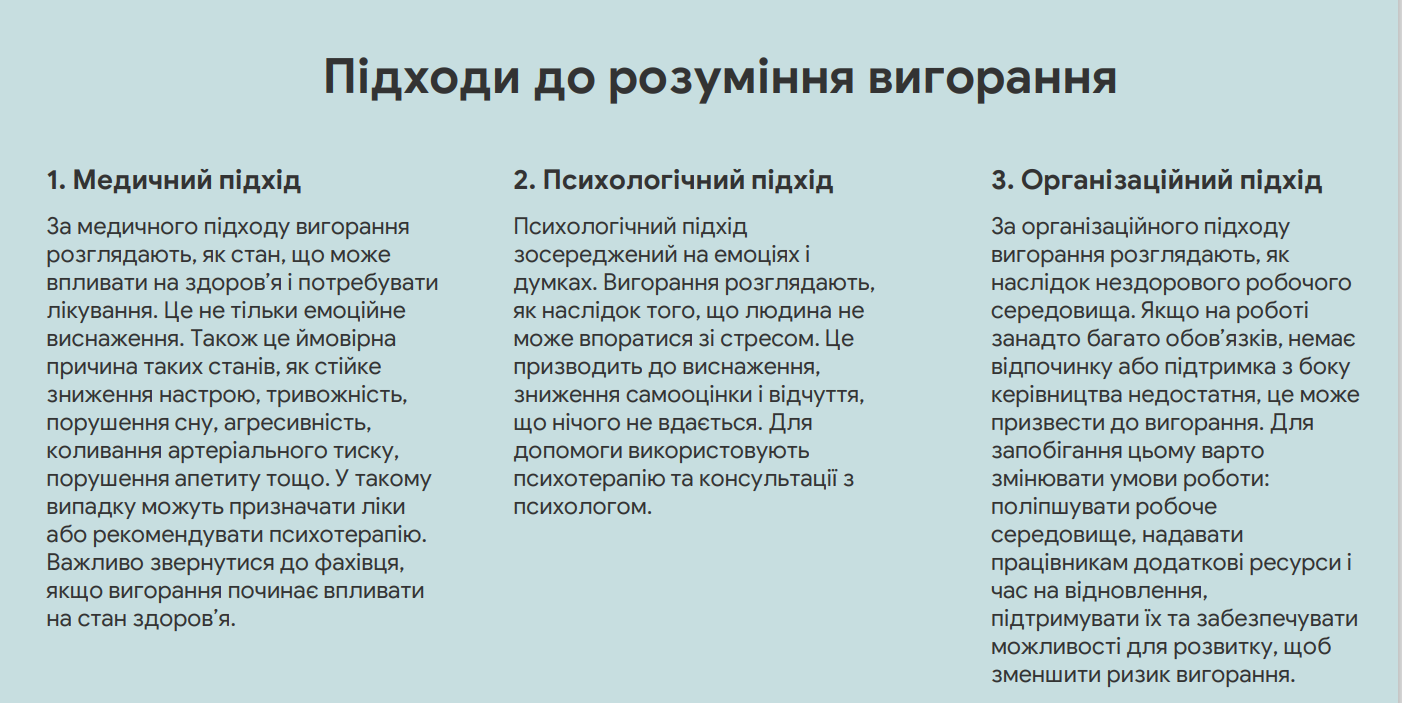 Підходи до розуміння вигорання
1. Медичний підхід
За медичного підходу вигорання
розглядають, як стан, що може
впливати на здоров’я і потребувати
лікування. Це не тільки емоційне
виснаження. Також це ймовірна
причина таких станів, як стійке
зниження настрою, тривожність,
порушення сну, агресивність,
коливання артеріального тиску,
порушення апетиту тощо. У такому
випадку можуть призначати ліки
або рекомендувати психотерапію.
Важливо звернутися до фахівця,
якщо вигорання починає впливати
на стан здоров’я.
2. Психологічний підхід
Психологічний підхід
зосереджений на емоціях і
думках. Вигорання розглядають,
як наслідок того, що людина не
може впоратися зі стресом. Це
призводить до виснаження,
зниження самооцінки і відчуття,
що нічого не вдається. Для
допомоги використовують
психотерапію та консультації з
психологом.
3. Організаційний підхід
За організаційного підходу
вигорання розглядають, як
наслідок нездорового робочого
середовища. Якщо на роботі
занадто багато обов’язків, немає
відпочинку або підтримка з боку
керівництва недостатня, це може
призвести до вигорання. Для
запобігання цьому варто
змінювати умови роботи:
поліпшувати робоче
середовище, надавати
працівникам додаткові ресурси і
час на відновлення,
підтримувати їх та забезпечувати
можливості для розвитку, щоб
зменшити ризик вигорання.